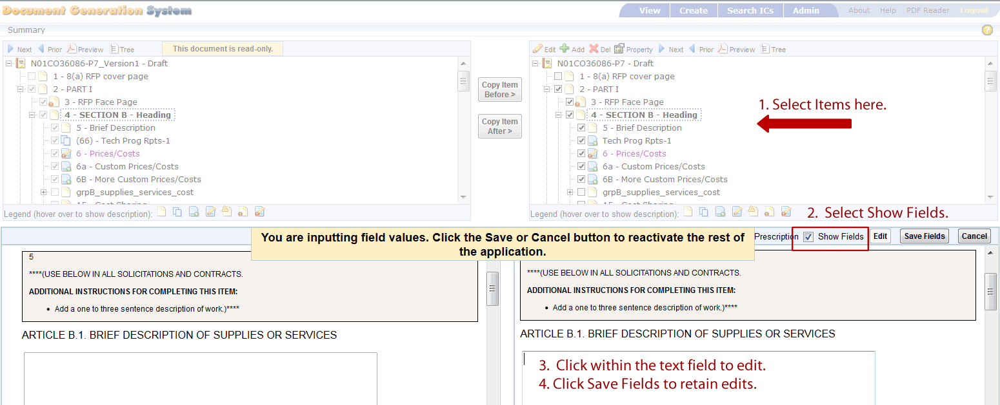 Document Generation System
View Create Search ICs Admin About Help PDF Reader Logout
Summary
Next Prior Preview Tree This document is read-only.
N01CO36086-P7_Version1 - Draft
1 - 8(a) RFP cover page
2 - PART I
3 - RFP Face Page
4 - SECTION B - Heading
5 - Brief Description
(66) - Tech Prog Rpts-1
6 - Prices/Costs
6a - Custom Prices/Costs
6B - More Custom Prices/Costs
grpB_supplies_services_cost
15 - Cost Sharing
Legend (hover over to show description):
Copy Item
Before >
Copy Item
After >
Edit Add Del Property Next Prior Preview Tree
N01CO36086-P7 - Draft
1 - 8(a) RFP cover page
2 - PART I
3 - RFP Face Page
4 - SECTION B - Heading
5 - Brief Description
Tech Prog Rpts-1
6 - Prices/Costs
6a - Custom Prices/Costs
6B - More Custom Prices/Costs
grpB_supplies_services_cost
15 - Cost Sharing
Legend (hover over to show description):
1. Select Items here.
2. Select Show Fields.
You are inputting field values. Click the Save or Cancel button to reactivate the rest of
the application.
Prescription Show Fields Edit Save Fields Cancel
5
****(USE BELOW IN ALL SOLICITATIONS AND CONTRACTS.
ADDITIONAL INSTRUCTIONS FOR COMPLETING THIS ITEM:
• Add a one to three sentence description of work.)****
ARTICLE B.1. BRIEF DESCRIPTION OF SUPPLIES OR SERVICES
****(USE BELOW IN ALL SOLICITATIONS AND CONTRACTS.
ADDITIONAL INSTRUCTIONS FOR COMPLETING THIS ITEM:
• Add a one to three sentence description of work.)****
ARTICLE B.1. BRIEF DESCRIPTION OF SUPPLIES OR SERVICES
3. Click within the text field to edit.
4. Click Save Fields to retain edits.